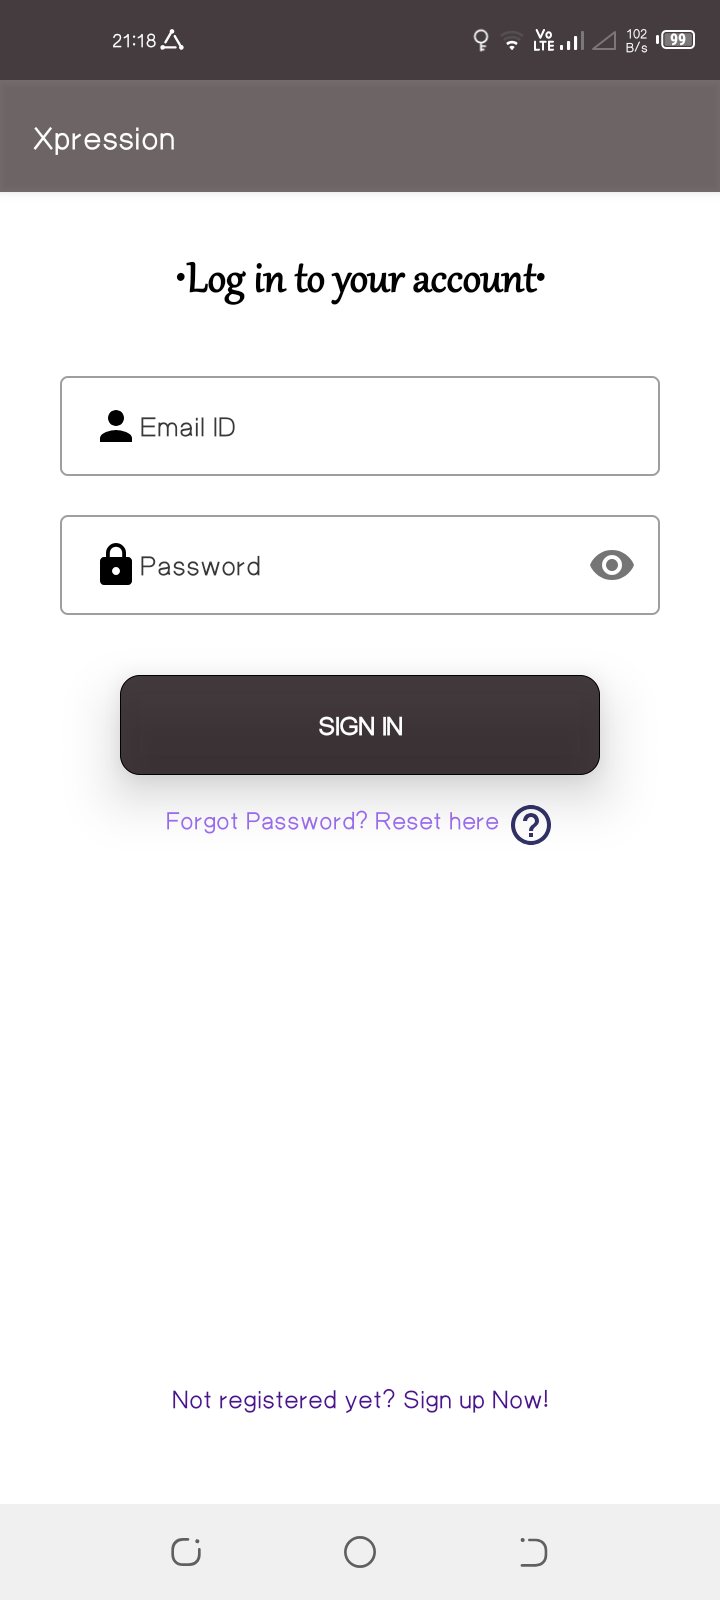 21:18
Vo
LTE
102
B/s
99
Xpression
•Log in to your account•
Email ID
Password
SIGN IN
Forgot Password? Reset here
Not registered yet? Sign up Now!